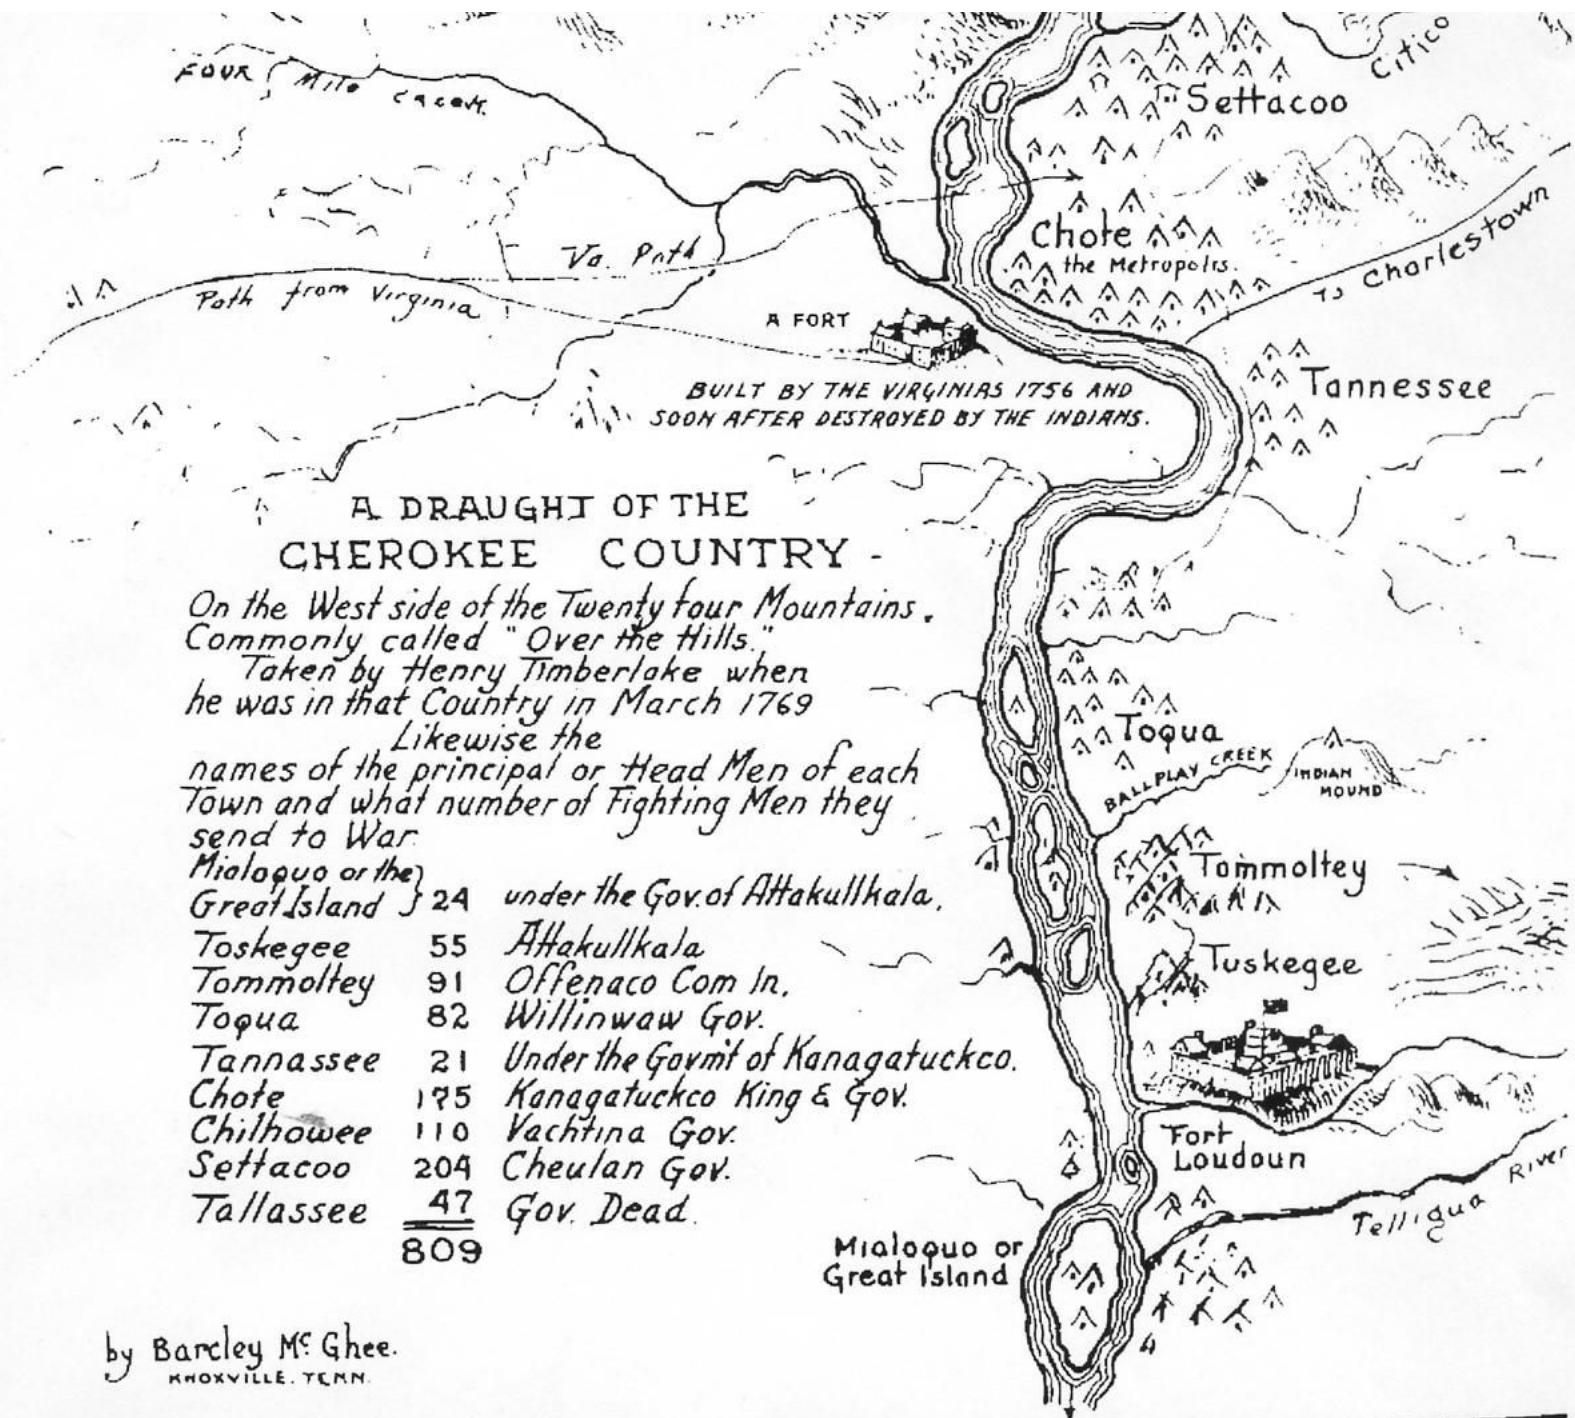 FOUR Mile Creek.
Citico
Settacoo
Va. Path
Chote
the Metropolis.
To Charlestown
Path from Virginia
A FORT
BUILT BY THE VIRGINIAS 1756 AND
SOON AFTER DESTROYED BY THE INDIANS.
Tannessee
A DRAUGHT OF THE
CHEROKEE COUNTRY -
On the West side of the Twenty four Mountains.
Commonly called "Over the Hills."
Taken by Henry Timberlake when
he was in that Country in March 1769
Likewise the
names of the principal or Head Men of each
Town and what number of Fighting Men they
send to War.
Mialoquo or the
Great Island } 24 under the Gov. of Attakullkala.
Toskegee 55 Attakullkala
Tommoltey 91 Offenaco Com In.
Toqua 82 Willinwaw Gov.
Tannassee 21 Under the Govm't of Kanagatuckco.
Chote 175 Kanagatuckco King & Gov.
Chilhowee 110 Yachtina Gov.
Settacoo 204 Cheulan Gov.
Tallassee 47 Gov. Dead.
809
Toqua
BALLPLAY CREEK
INDIAN
MOUND
Tommoltey
Tuskegee
Fort
Loudoun
Telliqua River
Mialoquo or
Great Island
by Barcley Mc Ghee.
KNOXVILLE. TENN.